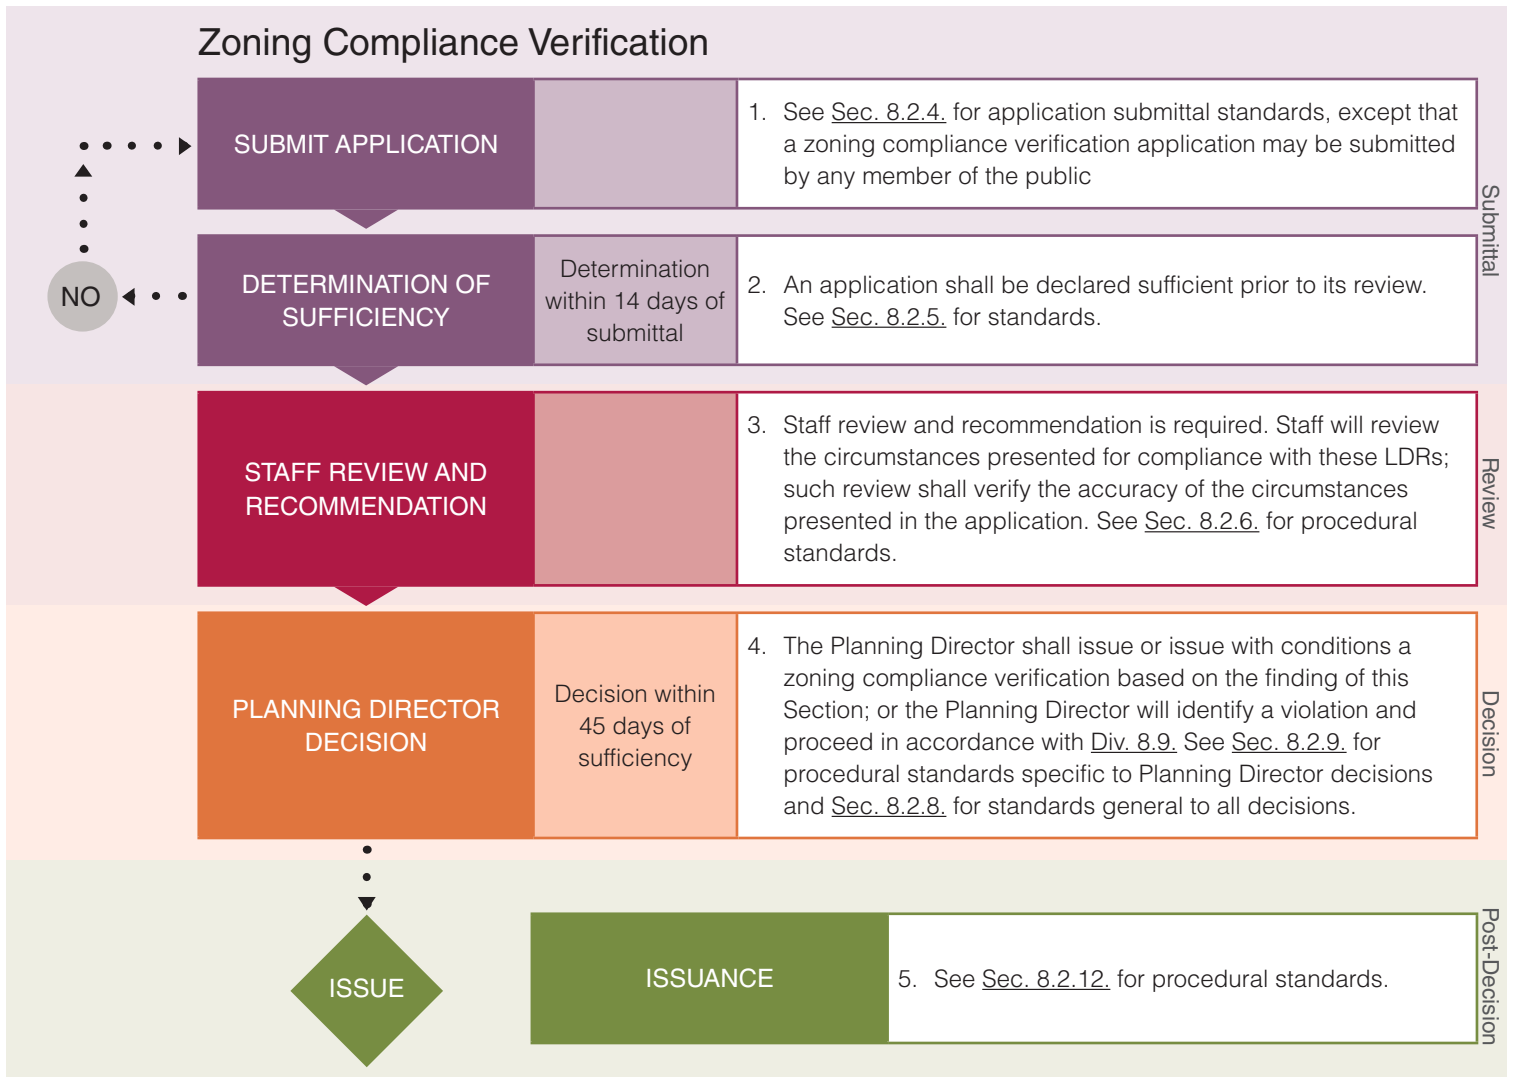 Zoning Compliance Verification
SUBMIT APPLICATION
1. See Sec. 8.2.4. for application submittal standards, except that
a zoning compliance verification application may be submitted
by any member of the public
Submittal
NO
DETERMINATION OF
SUFFICIENCY
Determination
within 14 days of
submittal
2. An application shall be declared sufficient prior to its review.
See Sec. 8.2.5. for standards.
STAFF REVIEW AND
RECOMMENDATION
3. Staff review and recommendation is required. Staff will review
the circumstances presented for compliance with these LDRs;
such review shall verify the accuracy of the circumstances
presented in the application. See Sec. 8.2.6. for procedural
standards.
Review
PLANNING DIRECTOR
DECISION
Decision within
45 days of
sufficiency
4. The Planning Director shall issue or issue with conditions a
zoning compliance verification based on the finding of this
Section; or the Planning Director will identify a violation and
proceed in accordance with Div. 8.9. See Sec. 8.2.9. for
procedural standards specific to Planning Director decisions
and Sec. 8.2.8. for standards general to all decisions.
Decision
ISSUE
ISSUANCE
5. See Sec. 8.2.12. for procedural standards.
Post-Decision